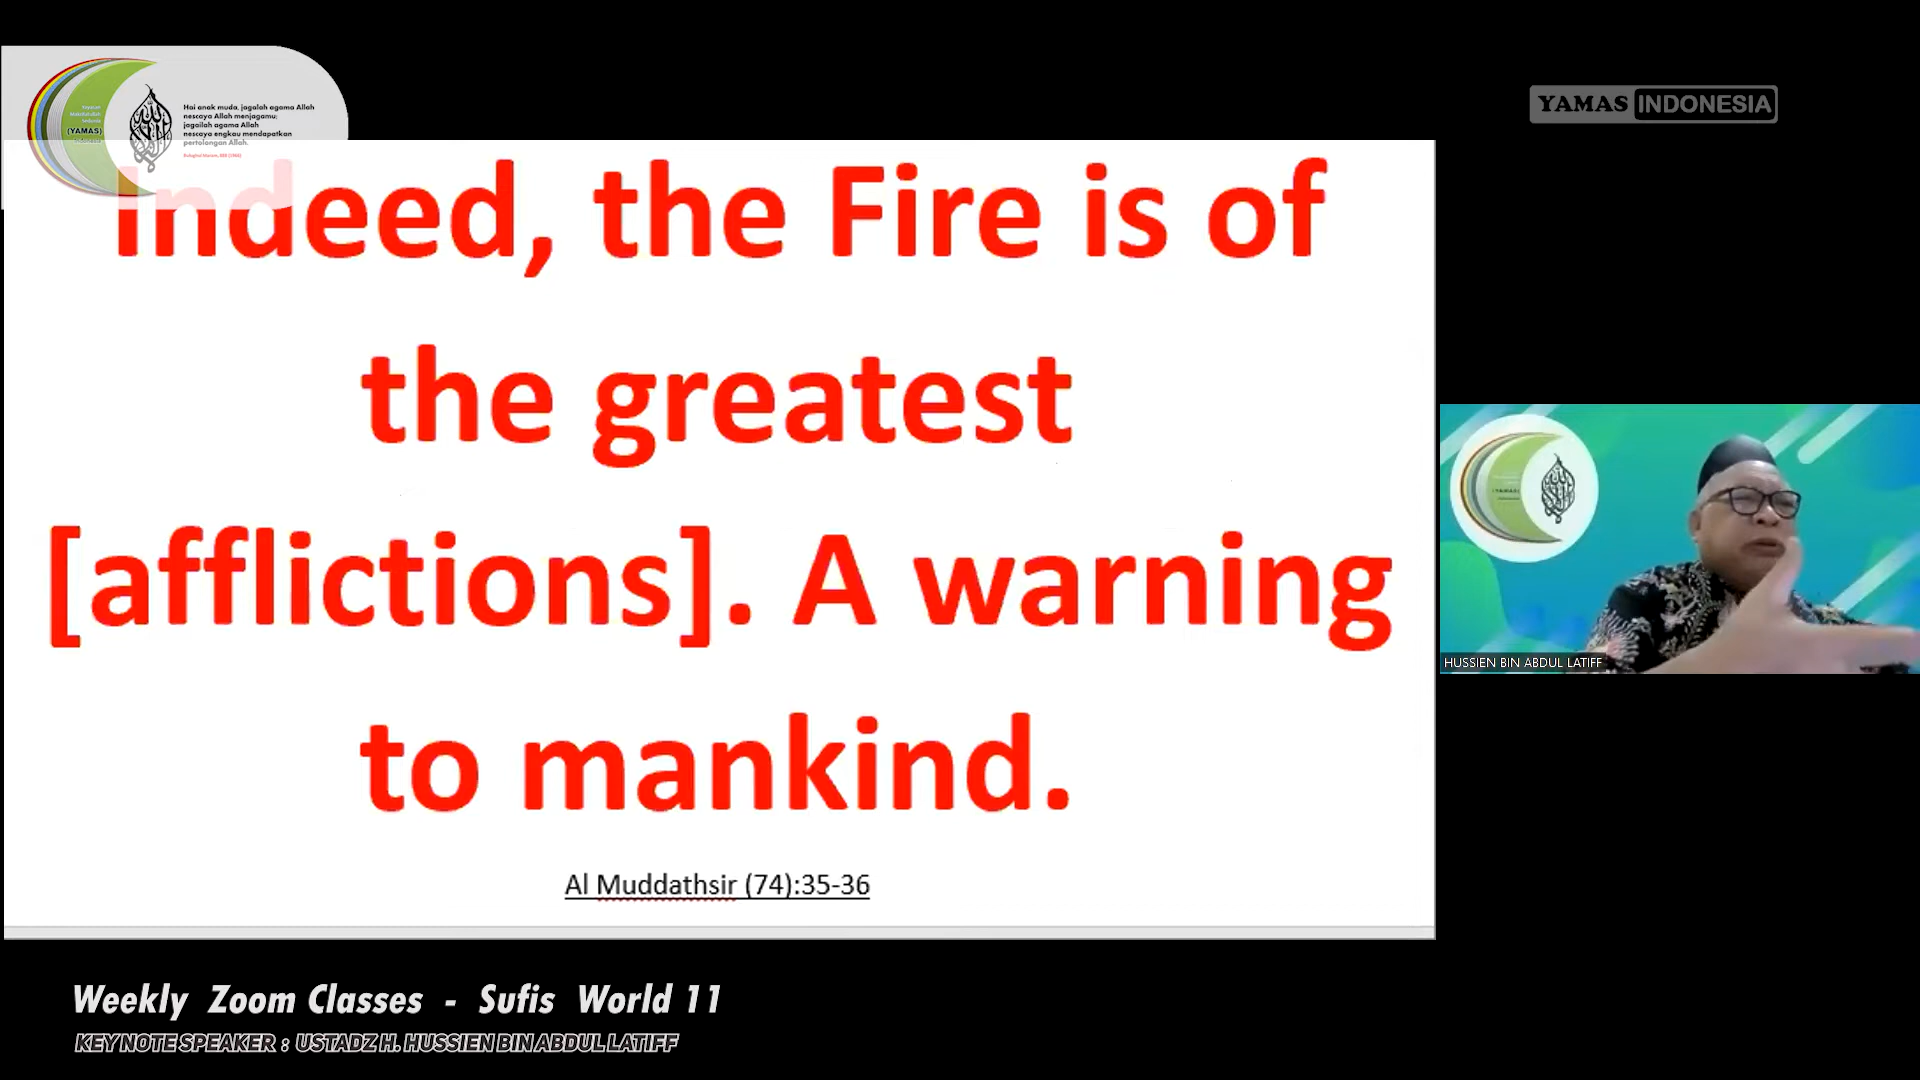 Hai anak muda, jagalah agama Allah
nescaya Allah menjagamu;
jagailah agama Allah
nescaya engkau mendapatkan
pertolongan Allah.
(YAMAS)
YAMAS INDONESIA
Indeed, the Fire is of
the greatest
[afflictions]. A warning
to mankind.
Al Muddathsir (74):35-36
HUSSIEN BIN ABDUL LATIFF
Weekly Zoom Classes - Sufis World 11
KEYNOTE SPEAKER : USTADZ H. HUSSIEN BIN ABDUL LATIFF